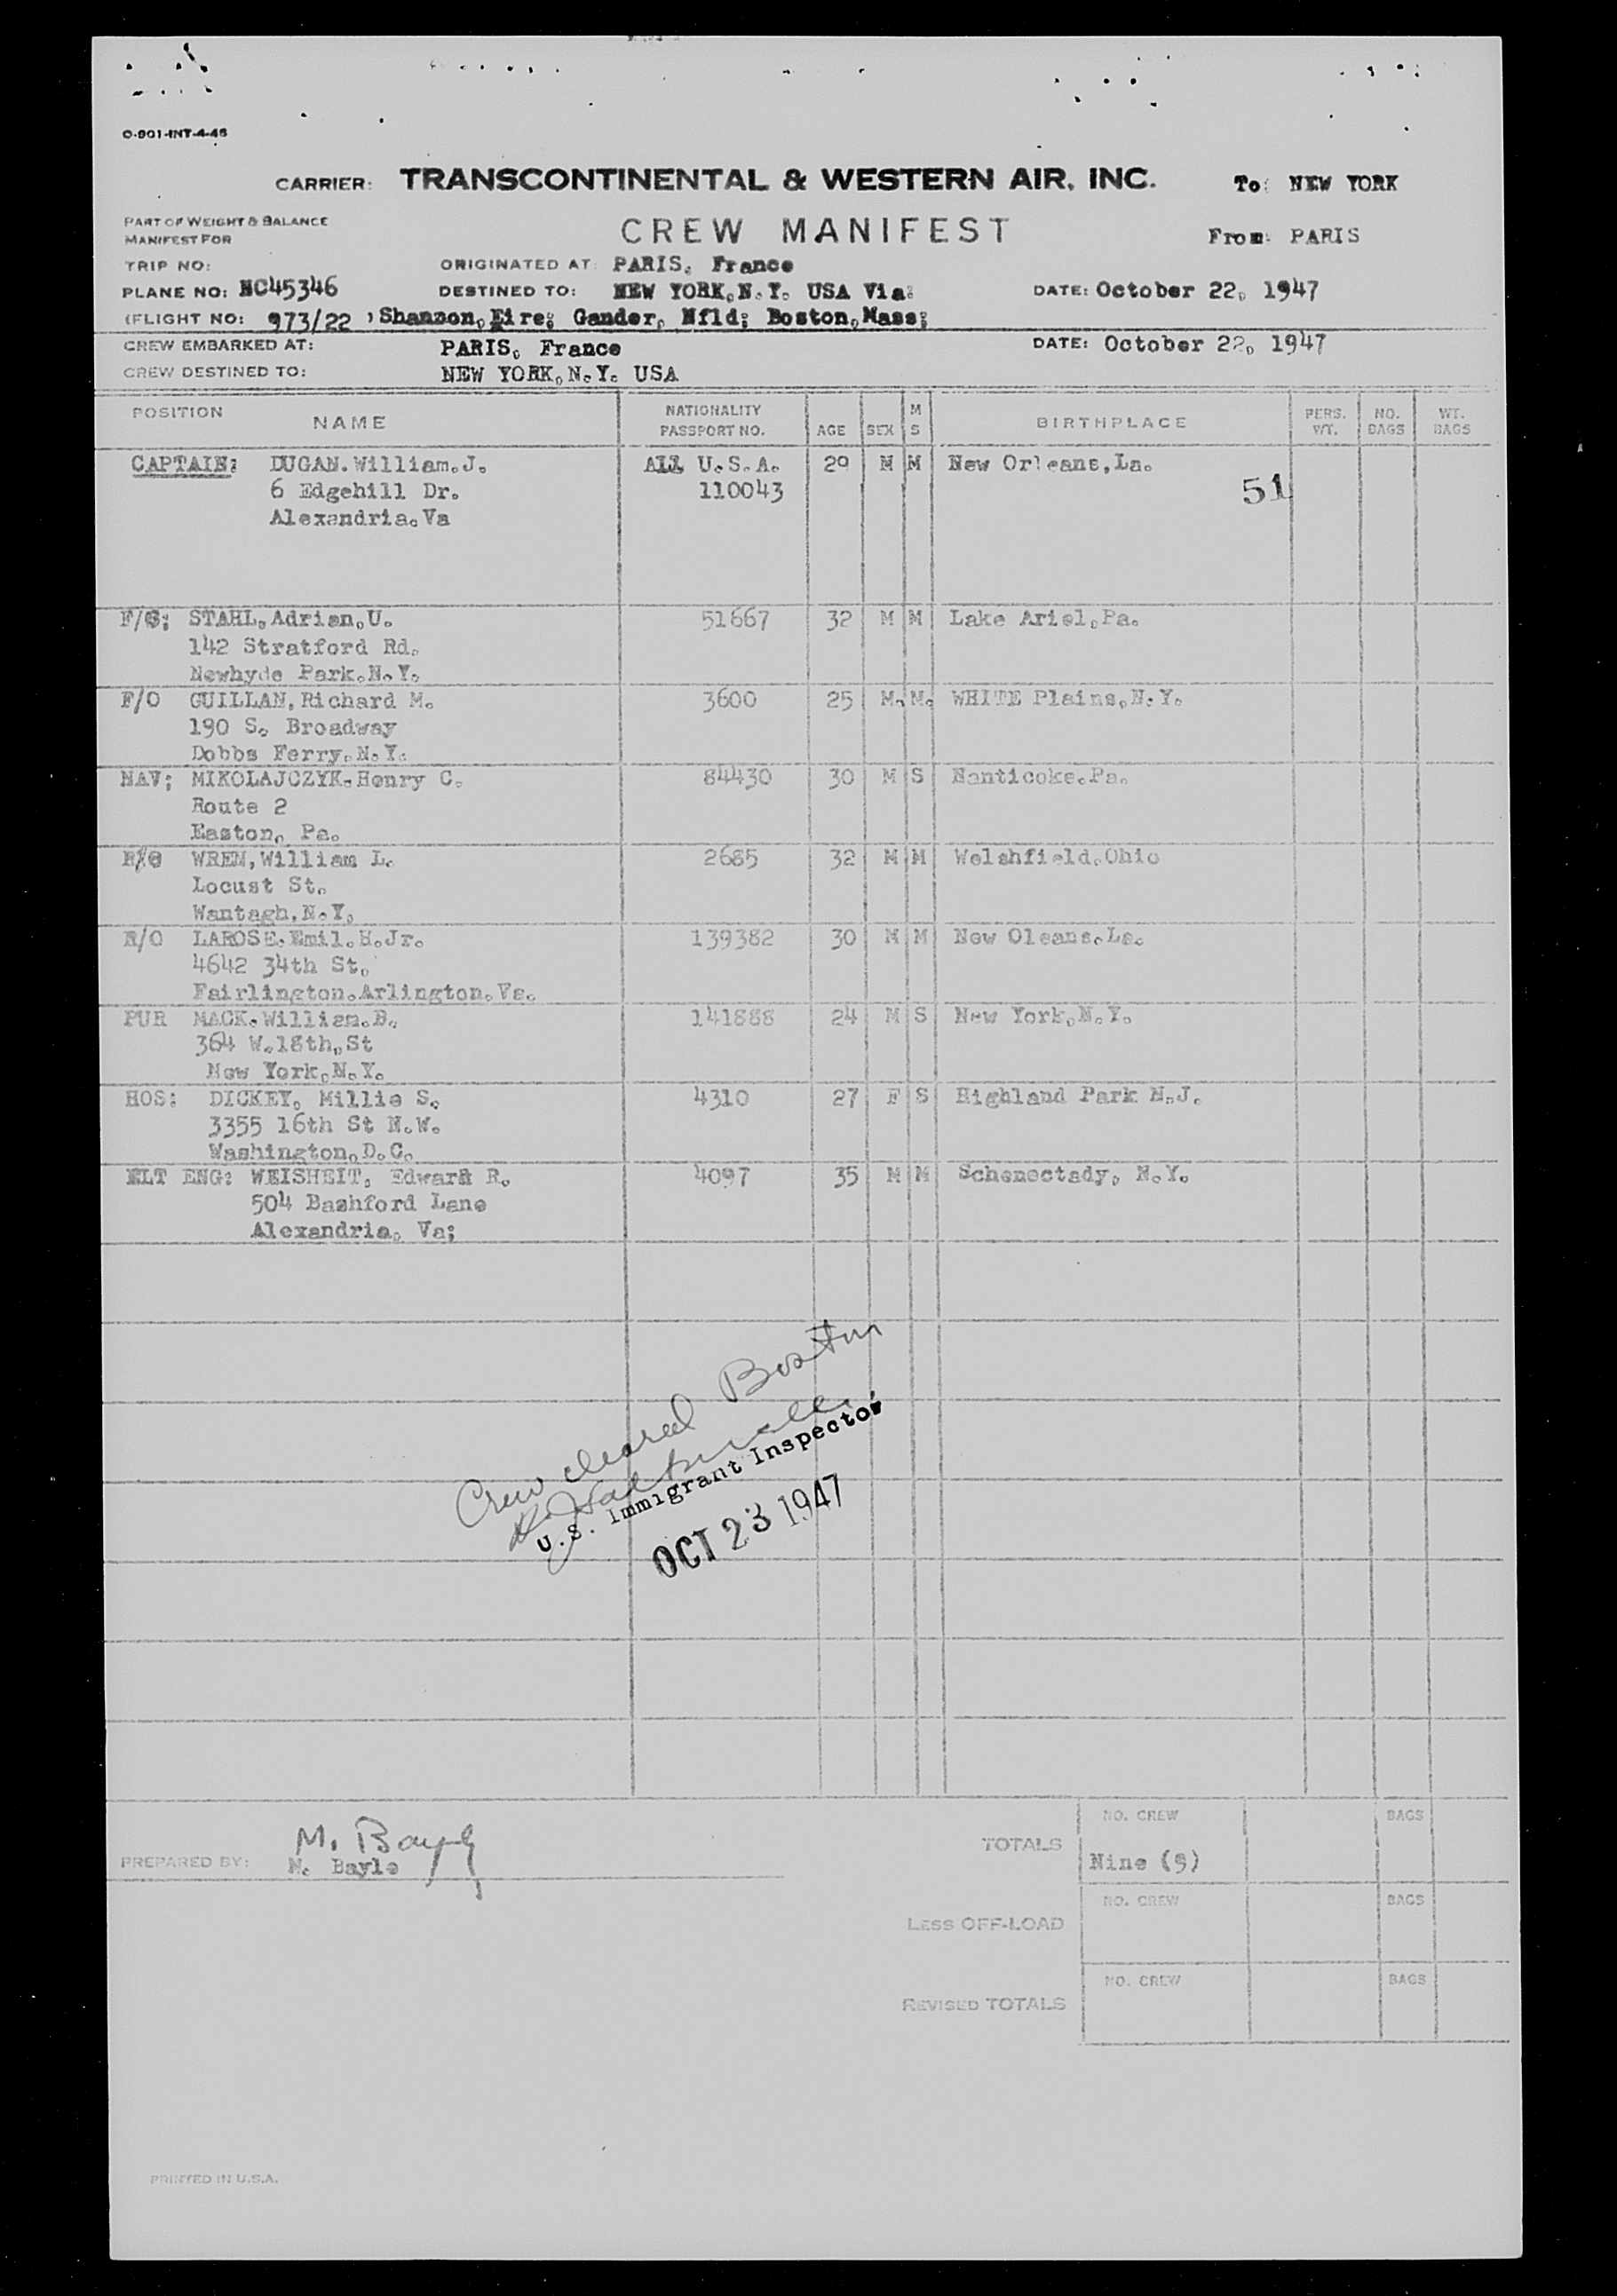 O-901-INT-4-46
CARRIER: TRANSCONTINENTAL & WESTERN AIR, INC. To: NEW YORK
PART OF WEIGHT & BALANCE
MANIFEST FOR CREW MANIFEST From: PARIS
TRIP NO: ORIGINATED AT: PARIS, France
PLANE NO: NC45346 DESTINED TO: NEW YORK,N.Y. USA Via: DATE: October 22, 1947
(FLIGHT NO: 973/22 ) Shannon,Eire; Gander, Nfld; Boston,Mass;
CREW EMBARKED AT: PARIS, France DATE: October 22, 1947
CREW DESTINED TO: NEW YORK,N.Y. USA
POSITION NAME NATIONALITY PASSPORT NO. AGE SEX M S BIRTHPLACE PERS. WT. NO. BAGS WT. BAGS
CAPTAIN: DUGAN.William.J. ALL U.S.A. 29 M M New Orleans,La.
6 Edgehill Dr. 110043 51
Alexandria.Va
F/O; STAHL,Adrian,U. 51667 32 M M Lake Ariel,Pa.
142 Stratford Rd.
Newhyde Park.N.Y.
F/O GUILLAN,Richard M. 3600 25 M. M. WHITE Plains,N.Y.
190 S. Broadway
Dobbs Ferry.N.Y.
NAV; MIKOLAJCZYK.Henry C. 84430 30 M S Nanticoke.Pa.
Route 2
Easton, Pa.
R/O WREN,William L. 2685 32 M M Welshfield,Ohio
Locust St.
Wantagh,N.Y.
R/O LAROSE.Emil.H.Jr. 139382 30 M M New Oleans.La.
4642 34th St.
Fairlington.Arlington.Va.
PUR MACK.William.B. 141888 24 M S New York,N.Y.
364 W.18th,St
New York,N.Y.
HOS: DICKEY, Millie S. 4310 27 F S Highland Park N.J.
3355 16th St N.W.
Washington,D.C.
FLT ENG: WEISHEIT, Edward R. 4097 35 M M Schenectady, N.Y.
504 Bashford Lane
Alexandria, Va;
Crew cleared Boston
U.S. Immigrant Inspector
OCT 23 1947
TOTALS NO. CREW BAGS
Nine (9)
M. Bayle
PREPARED BY: M. Bayle
LESS OFF-LOAD NO. CREW BAGS
REVISED TOTALS NO. CREW BAGS
PRINTED IN U.S.A.